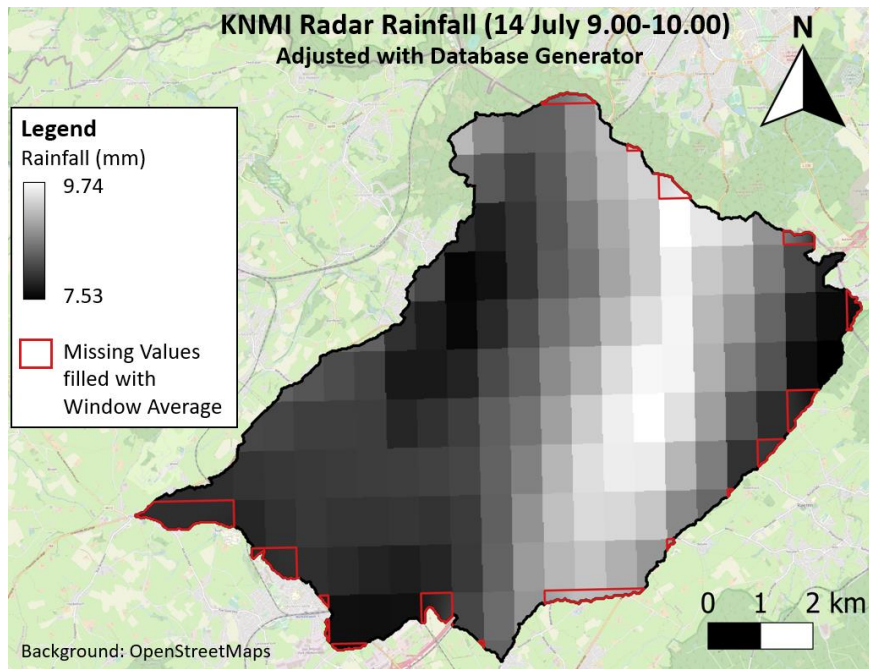 KNMI Radar Rainfall (14 July 9.00-10.00)
Adjusted with Database Generator
N
Legend
Rainfall (mm)
9.74
7.53
Missing Values
filled with
Window Average
0 1 2 km
Background: OpenStreetMaps